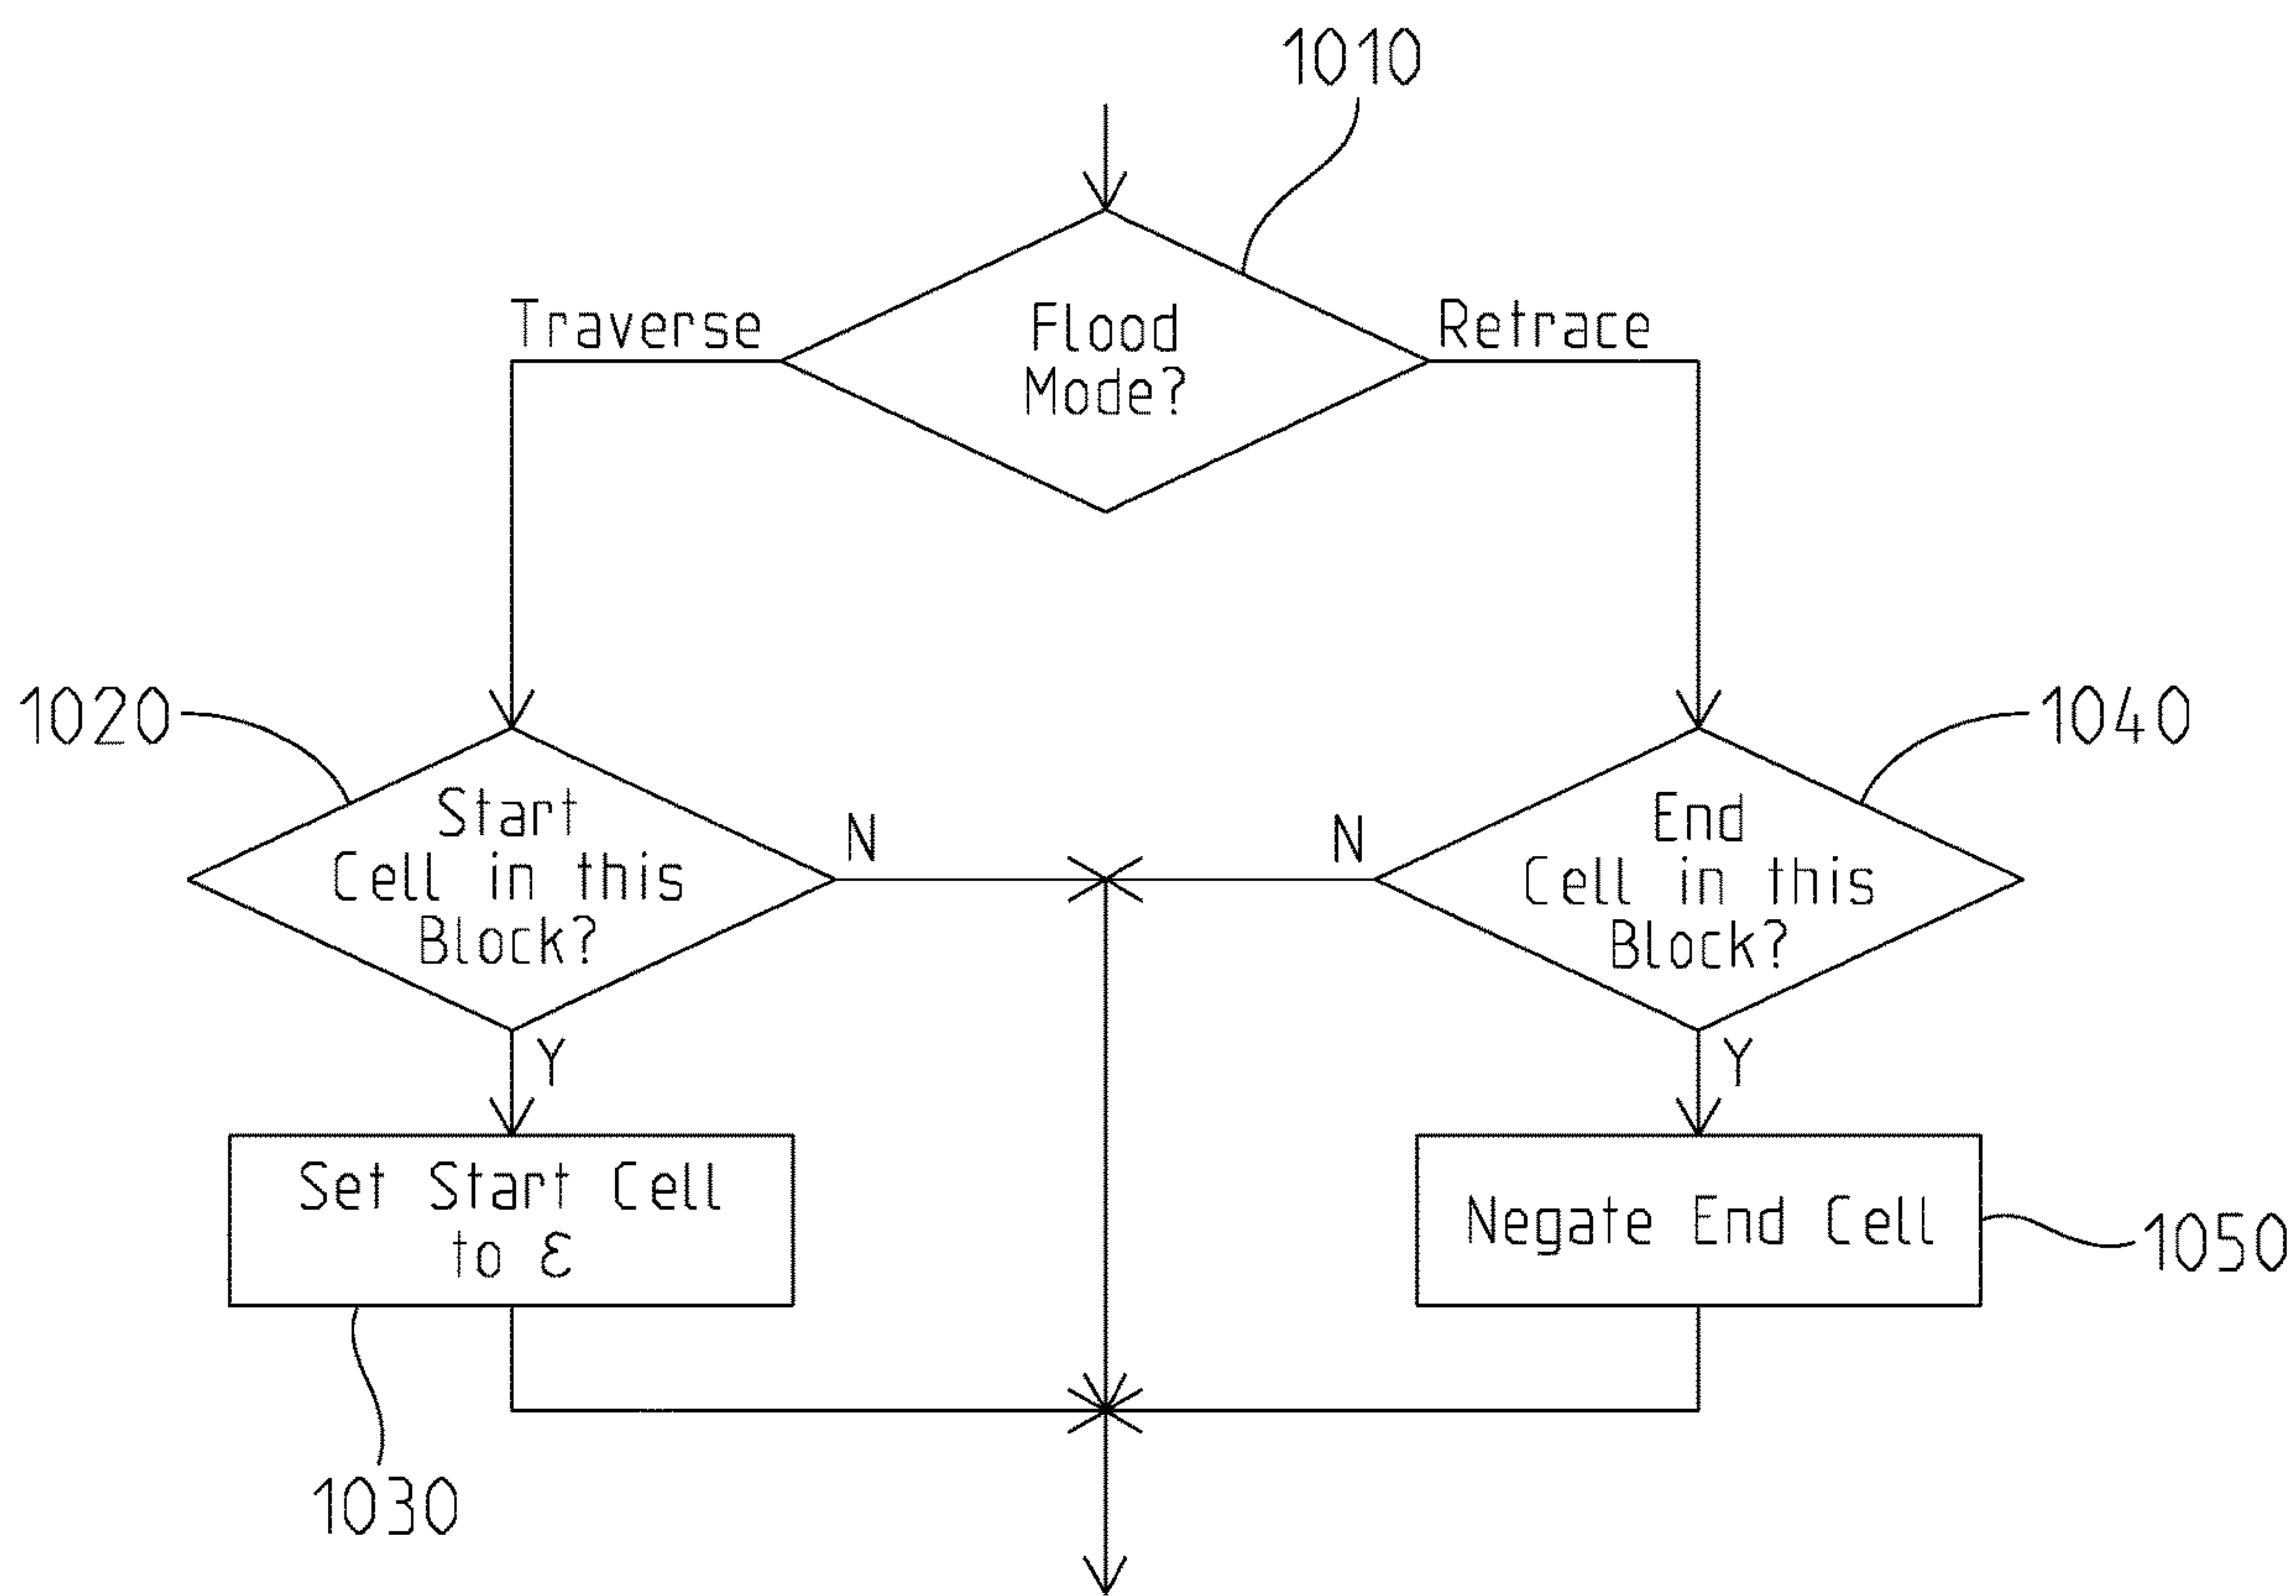 1010
Traverse
Flood
Mode?
Retrace
1020
Start
Cell in this
Block?
N
N
End
Cell in this
Block?
1040
Y
Y
Set Start Cell
to ε
Negate End Cell
1050
1030